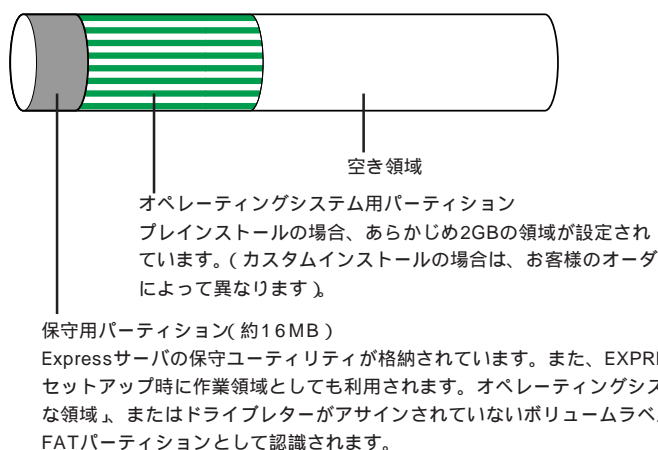 空き領域
オペレーティングシステム用パーティション
プレインストールの場合、あらかじめ2GBの領域が設定され
ています。(カスタムインストールの場合は、お客様のオーダ
によって異なります)。
保守用パーティション(約16MB)
Expressサーバの保守ユーティリティが格納されています。また、EXPR
セットアップ時に作業領域としても利用されます。オペレーティングシス
な領域」、またはドライブレターがアサインされていないボリュームラベ
FATパーティションとして認識されます。